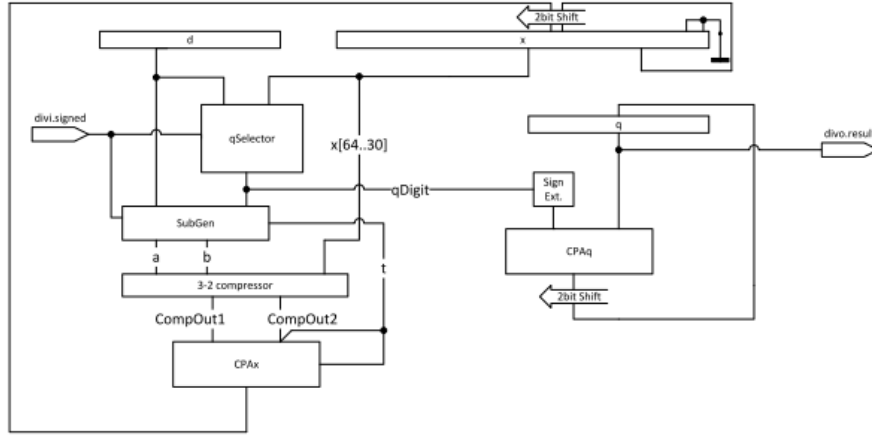 2bit Shift
d
x
divi.signed
qSelector
x[64..30]
q
divo.resul
qDigit
Sign
Ext.
SubGen
CPAq
a
b
t
3-2 compressor
2bit Shift
CompOut1
CompOut2
CPAx